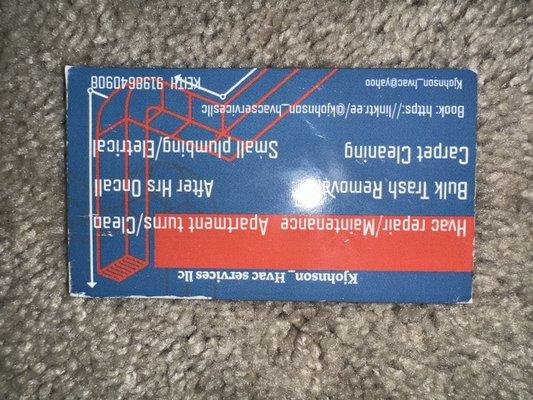 Kjohnson_Hvac services llc
Hvac repair/Maintenance Apartment turns/Clean
Bulk Trash Removal After Hrs Oncall
Carpet Cleaning Small plumbing/Eletrical
Book: https://linktr.ee/@kjohnson_hvacservicesllc
Kjohnson_hvac@yahoo KEITH 9198640908